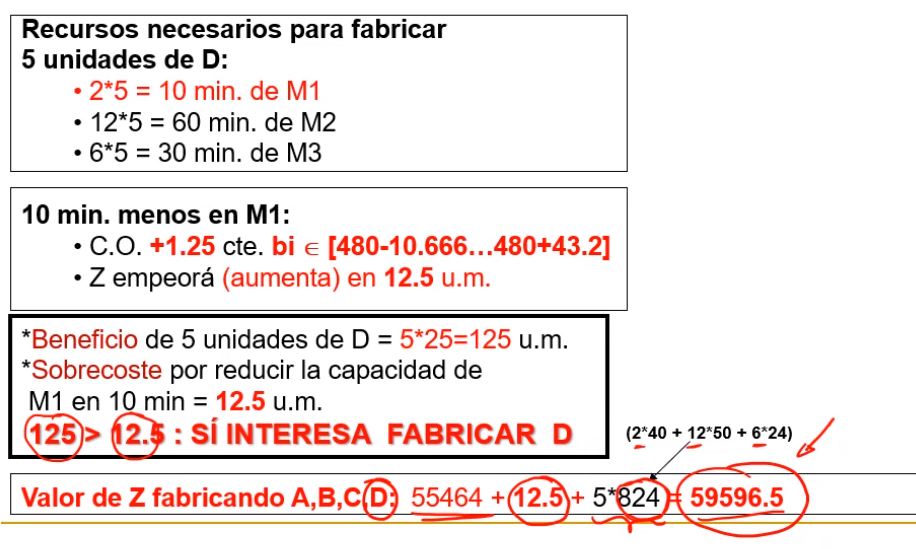 Recursos necesarios para fabricar
5 unidades de D:
• 2*5 = 10 min. de M1
• 12*5 = 60 min. de M2
• 6*5 = 30 min. de M3
10 min. menos en M1:
• C.O. +1.25 cte. bi ∈ [480-10.666…480+43.2]
• Z empeorá (aumenta) en 12.5 u.m.
*Beneficio de 5 unidades de D = 5*25=125 u.m.
*Sobrecoste por reducir la capacidad de
M1 en 10 min = 12.5 u.m.
125 > 12.5 : SÍ INTERESA FABRICAR D
(2*40 + 12*50 + 6*24)
Valor de Z fabricando A,B,C,D: 55464 + 12.5 + 5*824 = 59596.5